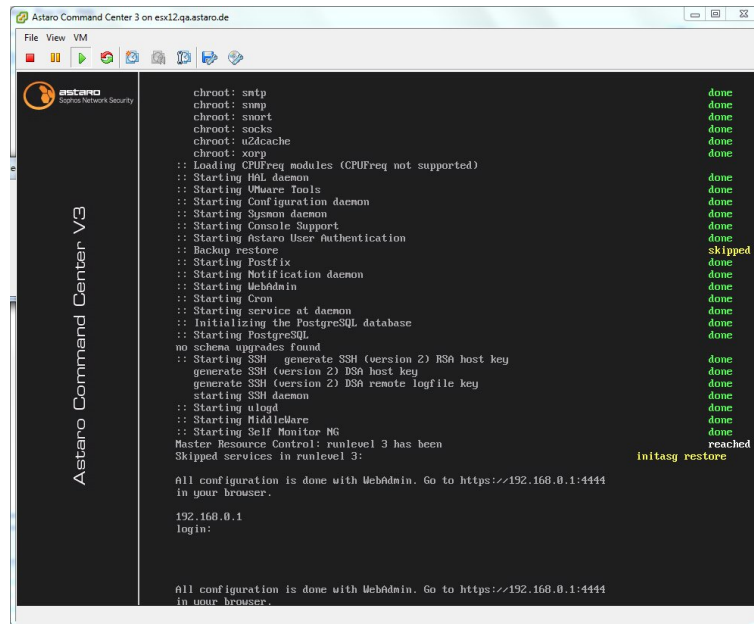 Astaro Command Center 3 on esx12.qa.astaro.de
File View VM
astaro
Sophos Network Security
Astaro Command Center V3
chroot: smtp done
chroot: snmp done
chroot: snort done
chroot: socks done
chroot: u2dcache done
chroot: xorp done
:: Loading CPUFreq modules (CPUFreq not supported)
:: Starting HAL daemon done
:: Starting VMware Tools done
:: Starting Configuration daemon done
:: Starting Sysmon daemon done
:: Starting Console Support done
:: Starting Astaro User Authentication done
:: Backup restore skipped
:: Starting Postfix done
:: Starting Notification daemon done
:: Starting WebAdmin done
:: Starting Cron done
:: Starting service at daemon done
:: Initializing the PostgreSQL database done
:: Starting PostgreSQL done
no schema upgrades found
:: Starting SSH generate SSH (version 2) RSA host key done
generate SSH (version 2) DSA host key done
generate SSH (version 2) DSA remote logfile key done
starting SSH daemon done
:: Starting ulogd done
:: Starting MiddleWare done
:: Starting Self Monitor NG done
Master Resource Control: runlevel 3 has been reached
Skipped services in runlevel 3: initasg restore
All configuration is done with WebAdmin. Go to https://192.168.0.1:4444
in your browser.
192.168.0.1
login:
All configuration is done with WebAdmin. Go to https://192.168.0.1:4444
in your browser.